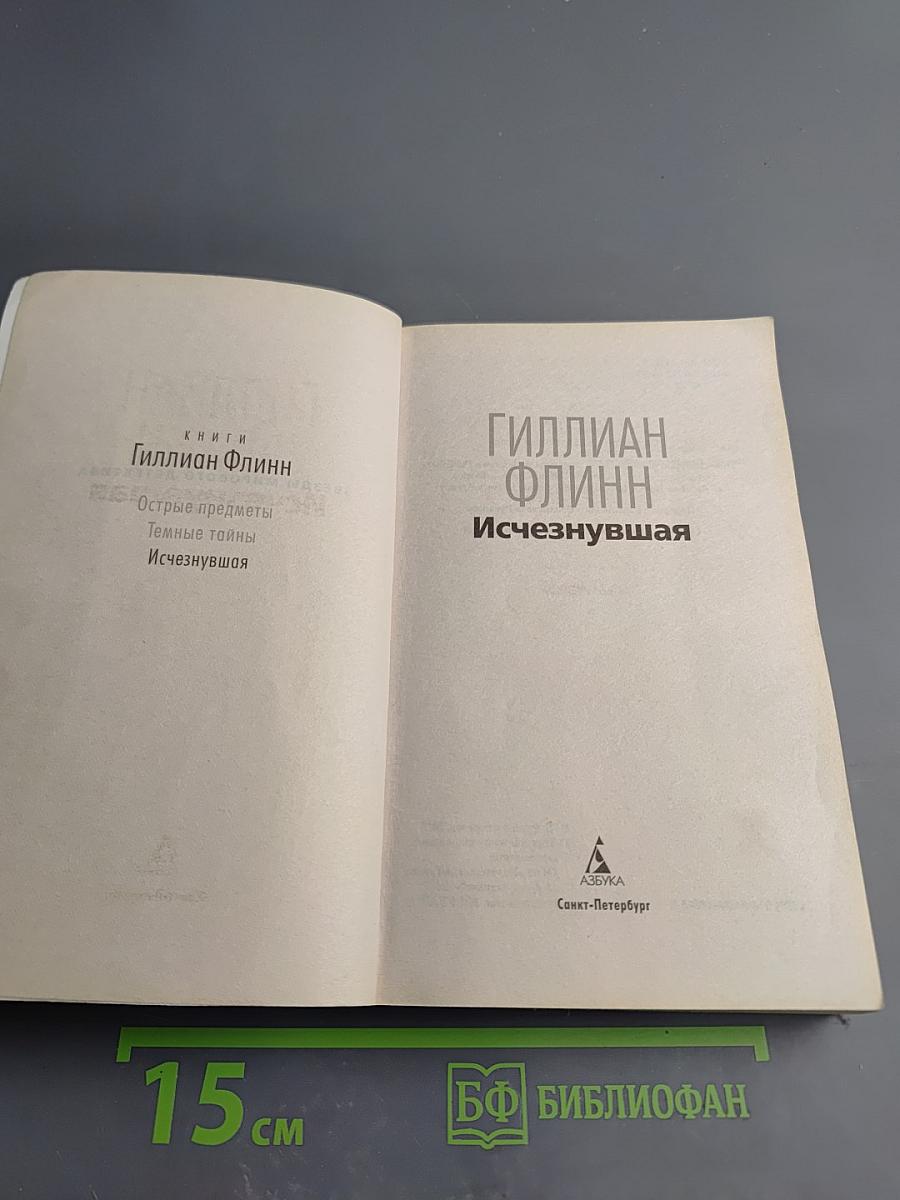 КНИГИ
Гиллиан Флинн
Острые предметы
Темные тайны
Исчезнувшая
ГИЛЛИАН
ФЛИНН
Исчезнувшая
АЗБУКА
Санкт-Петербург
15 см
БФ БИБЛИОФАН